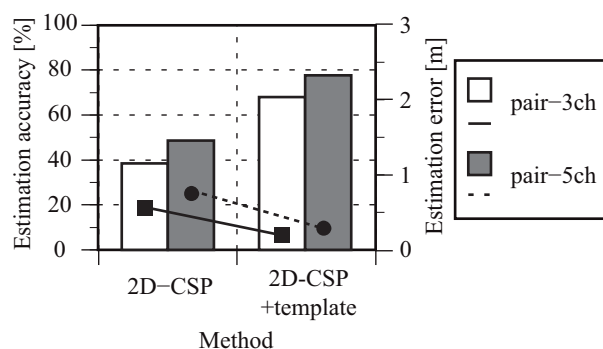 Estimation accuracy [%]
100
80
60
40
20
0
3
2
1
0
Estimation error [m]
2D−CSP
2D-CSP
+template
Method
pair−3ch
pair−5ch